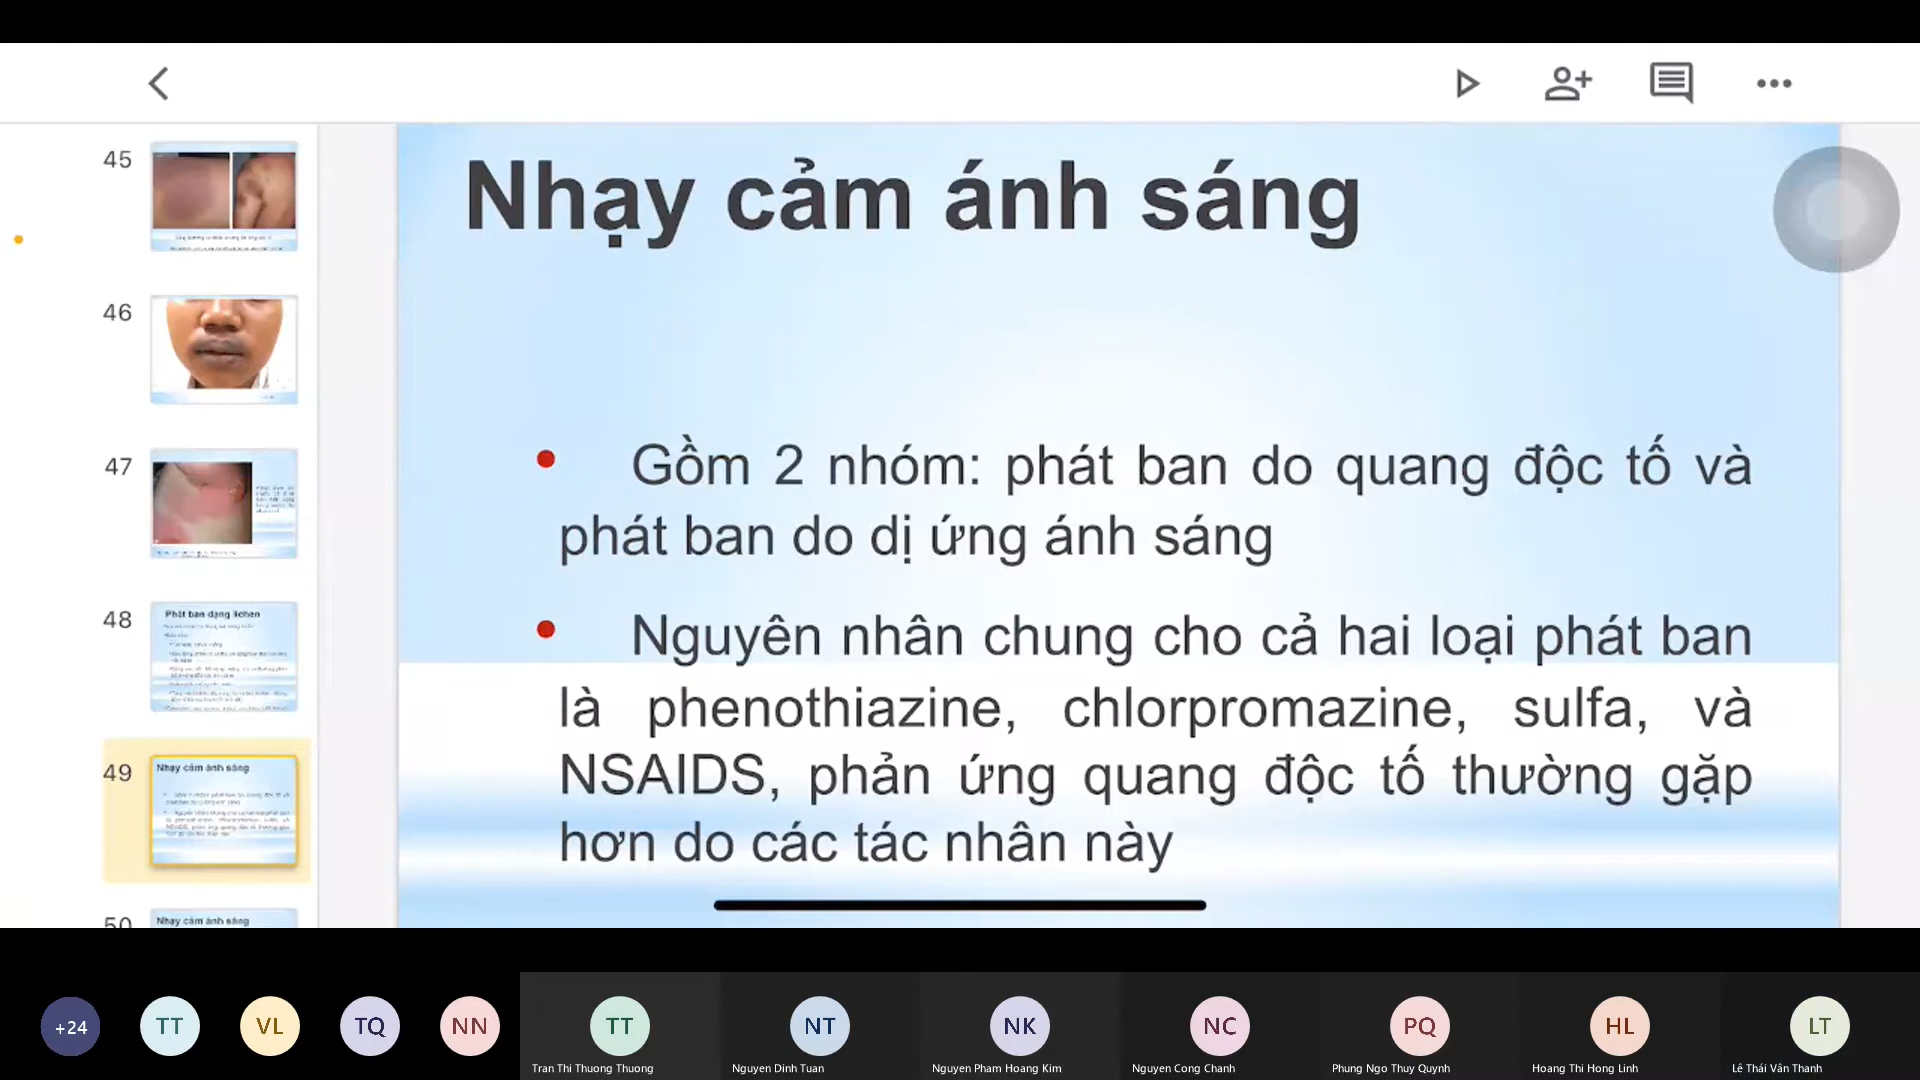 45
46
47
48
Phát ban dạng lichen
49
Nhạy cảm ánh sáng
50
Nhạy cảm ánh sáng
Nhạy cảm ánh sáng
• Gồm 2 nhóm: phát ban do quang độc tố và
phát ban do dị ứng ánh sáng
• Nguyên nhân chung cho cả hai loại phát ban
là phenothiazine, chlorpromazine, sulfa, và
NSAIDS, phản ứng quang độc tố thường gặp
hơn do các tác nhân này
+24
TT
VL
TQ
NN
TT
NT
NK
NC
PQ
HL
LT
Tran Thi Thuong Thuong
Nguyen Dinh Tuan
Nguyen Pham Hoang Kim
Nguyen Cong Chanh
Phung Ngo Thuy Quynh
Hoang Thi Hong Linh
Lê Thái Vân Thanh